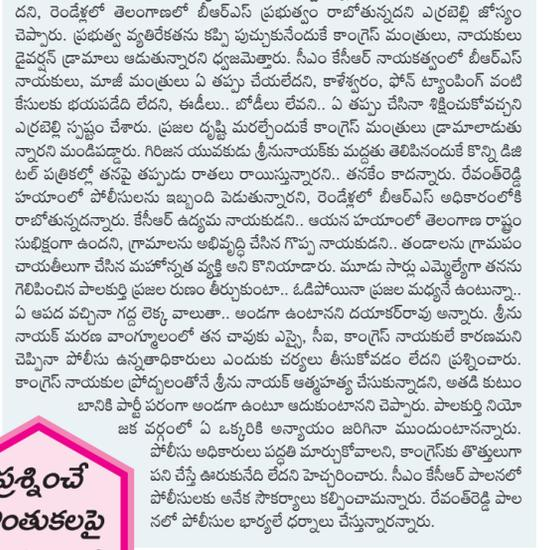 దని, రెండేళ్లలో తెలంగాణలో బీఆర్ఎస్ ప్రభుత్వం రాబోతున్నదని ఎర్రబెల్లి జోస్యం
చెప్పారు. ప్రభుత్వ వ్యతిరేకతను కప్పి పుచ్చుకునేందుకే కాంగ్రెస్ మంత్రులు, నాయకులు
డైవర్షన్ డ్రామాలు ఆడుతున్నారని ధ్వజమెత్తారు. సీఎం కేసీఆర్ నాయకత్వంలో బీఆర్ఎస్
నాయకులు, మాజీ మంత్రులు ఏ తప్పు చేయలేదని, కాళేశ్వరం, ఫోన్ ట్యాంపింగ్ వంటి
కేసులకు భయపడేది లేదని, ఈడీలు.. బోడీలు లేవని.. ఏ తప్పు చేసినా శిక్షించుకోవచ్చని
ఎర్రబెల్లి స్పష్టం చేశారు. ప్రజల దృష్టి మరల్చేందుకే కాంగ్రెస్ మంత్రులు డ్రామాలాడుతు
న్నారని మండిపడ్డారు. గిరిజన యువకుడు శ్రీనునాయక్‌కు మద్దతు తెలిపినందుకే కొన్ని డిజి
టల్ పత్రికల్లో తనపై తప్పుడు రాతలు రాయిస్తున్నారని.. తనకేం కాదన్నారు. రేవంత్‌రెడ్డి
హయాంలో పోలీసులను ఇబ్బంది పెడుతున్నారని, రెండేళ్లలో బీఆర్ఎస్ అధికారంలోకి
రాబోతున్నదన్నారు. కేసీఆర్ ఉద్యమ నాయకుడని.. ఆయన హయాంలో తెలంగాణ రాష్ట్రం
సుభిక్షంగా ఉందని, గ్రామాలను అభివృద్ధి చేసిన గొప్ప నాయకుడని.. తండాలను గ్రామపం
చాయతీలుగా చేసిన మహోన్నత వ్యక్తి అని కొనియాడారు. మూడు సార్లు ఎమ్మెల్యేగా తనను
గెలిపించిన పాలకుర్తి ప్రజల రుణం తీర్చుకుంటా.. ఓడిపోయినా ప్రజల మధ్యనే ఉంటున్నా..
ఏ ఆపద వచ్చినా గద్ద లెక్క వాలుతా.. అండగా ఉంటానని దయాకర్‌రావు అన్నారు. శ్రీను
నాయక్ మరణ వాంగ్మూలంలో తన చావుకు ఎస్సై, సీఐ, కాంగ్రెస్ నాయకులే కారణమని
చెప్పినా పోలీసు ఉన్నతాధికారులు ఎందుకు చర్యలు తీసుకోవడం లేదని ప్రశ్నించారు.
కాంగ్రెస్ నాయకుల ప్రోద్బలంతోనే శ్రీను నాయక్ ఆత్మహత్య చేసుకున్నాడని, అతడి కుటుం
బానికి పార్టీ పరంగా అండగా ఉంటూ ఆదుకుంటానని చెప్పారు. పాలకుర్తి నియో
జక వర్గంలో ఏ ఒక్కరికి అన్యాయం జరిగినా ముందుంటానన్నారు.
పోలీసు అధికారులు పద్ధతి మార్చుకోవాలని, కాంగ్రెస్‌కు తొత్తులుగా
పని చేస్తే ఊరుకునేది లేదని హెచ్చరించారు. సీఎం కేసీఆర్ పాలనలో
పోలీసులకు అనేక సౌకర్యాలు కల్పించామన్నారు. రేవంత్‌రెడ్డి పాల
నలో పోలీసుల భార్యలే ధర్నాలు చేస్తున్నారన్నారు.
ప్రశ్నించే
ంతుకలపై